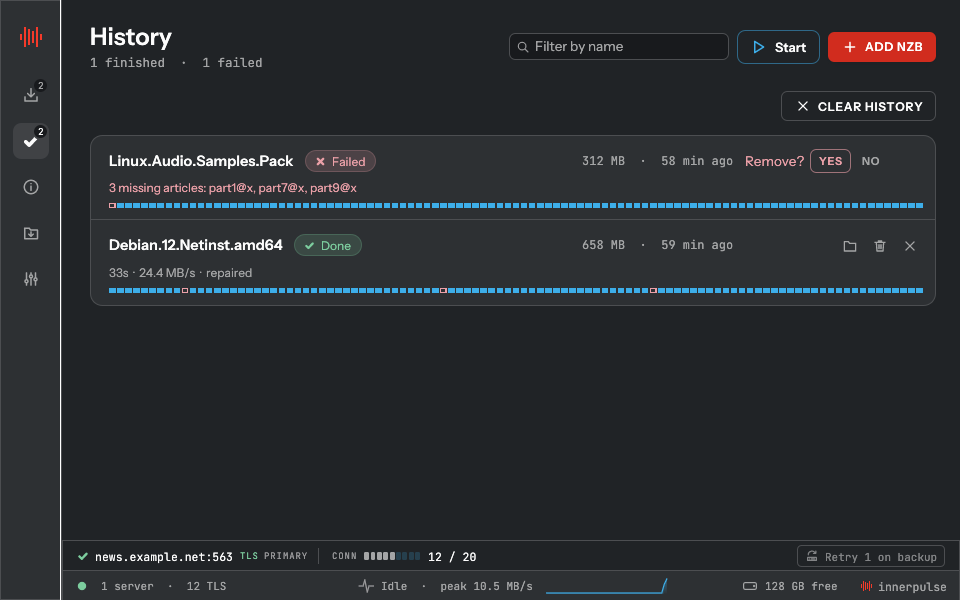 History
1 finished · 1 failed
Filter by name
Start
ADD NZB
2
2
CLEAR HISTORY
Linux.Audio.Samples.Pack Failed 312 MB · 58 min ago Remove? YES NO
3 missing articles: part1@x, part7@x, part9@x
Debian.12.Netinst.amd64 Done 658 MB · 59 min ago
33s · 24.4 MB/s · repaired
news.example.net:563 TLS PRIMARY CONN 12 / 20 Retry 1 on backup
1 server · 12 TLS Idle · peak 10.5 MB/s 128 GB free innerpulse